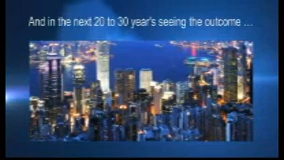 And in the next 20 to 30 year's seeing the outcome ...